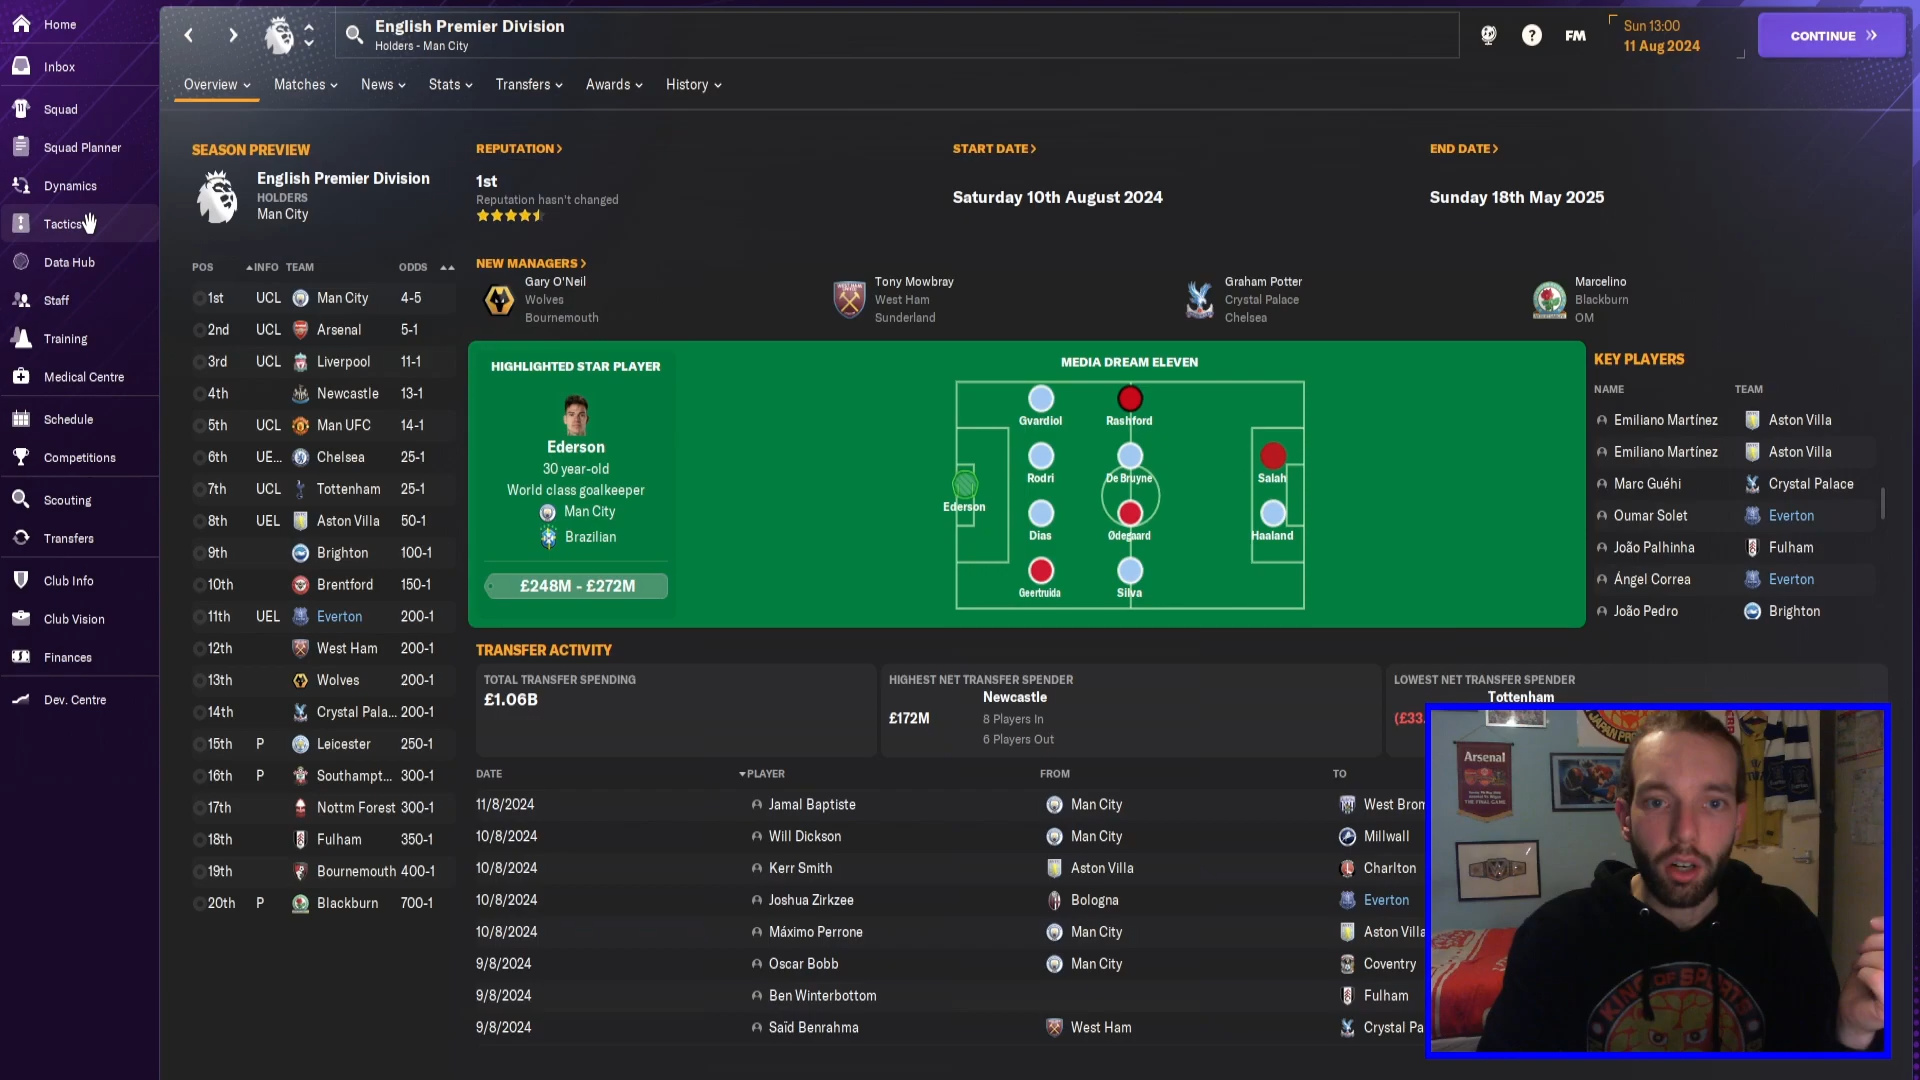 Home
Inbox
Squad
Squad Planner
Dynamics
Tactics
Data Hub
Staff
Training
Medical Centre
Schedule
Competitions
Scouting
Transfers
Club Info
Club Vision
Finances
Dev. Centre
English Premier Division
Holders - Man City
?
FM
Sun 13:00
11 Aug 2024
CONTINUE
Overview
Matches
News
Stats
Transfers
Awards
History
SEASON PREVIEW
English Premier Division
HOLDERS
Man City
REPUTATION
1st
Reputation hasn't changed
START DATE
Saturday 10th August 2024
END DATE
Sunday 18th May 2025
POS INFO TEAM ODDS
1st UCL Man City 4-5
2nd UCL Arsenal 5-1
3rd UCL Liverpool 11-1
4th Newcastle 13-1
5th UCL Man UFC 14-1
6th UE... Chelsea 25-1
7th UCL Tottenham 25-1
8th UEL Aston Villa 50-1
9th Brighton 100-1
10th Brentford 150-1
11th UEL Everton 200-1
12th West Ham 200-1
13th Wolves 200-1
14th Crystal Pala... 200-1
15th P Leicester 250-1
16th P Southampt... 300-1
17th Nottm Forest 300-1
18th Fulham 350-1
19th Bournemouth 400-1
20th P Blackburn 700-1
NEW MANAGERS
Gary O'Neil
Wolves
Bournemouth
Tony Mowbray
West Ham
Sunderland
Graham Potter
Crystal Palace
Chelsea
Marcelino
Blackburn
OM
HIGHLIGHTED STAR PLAYER
Ederson
30 year-old
World class goalkeeper
Man City
Brazilian
£248M - £272M
MEDIA DREAM ELEVEN
Gvardiol
Rashford
Rodri
De Bruyne
Salah
Ederson
Dias
Ødegaard
Haaland
Geertruida
Silva
KEY PLAYERS
NAME TEAM
Emiliano Martínez Aston Villa
Emiliano Martínez Aston Villa
Marc Guéhi Crystal Palace
Oumar Solet Everton
João Palhinha Fulham
Ángel Correa Everton
João Pedro Brighton
TRANSFER ACTIVITY
TOTAL TRANSFER SPENDING
£1.06B
HIGHEST NET TRANSFER SPENDER
Newcastle
£172M
8 Players In
6 Players Out
LOWEST NET TRANSFER SPENDER
Tottenham
(£33.
DATE PLAYER FROM TO
11/8/2024 Jamal Baptiste Man City West Brom
10/8/2024 Will Dickson Man City Millwall
10/8/2024 Kerr Smith Aston Villa Charlton
10/8/2024 Joshua Zirkzee Bologna Everton
10/8/2024 Máximo Perrone Man City Aston Villa
9/8/2024 Oscar Bobb Man City Coventry
9/8/2024 Ben Winterbottom Fulham
9/8/2024 Saïd Benrahma West Ham Crystal Pa
Arsenal
THE FINAL GAME
KING OF SPORTS